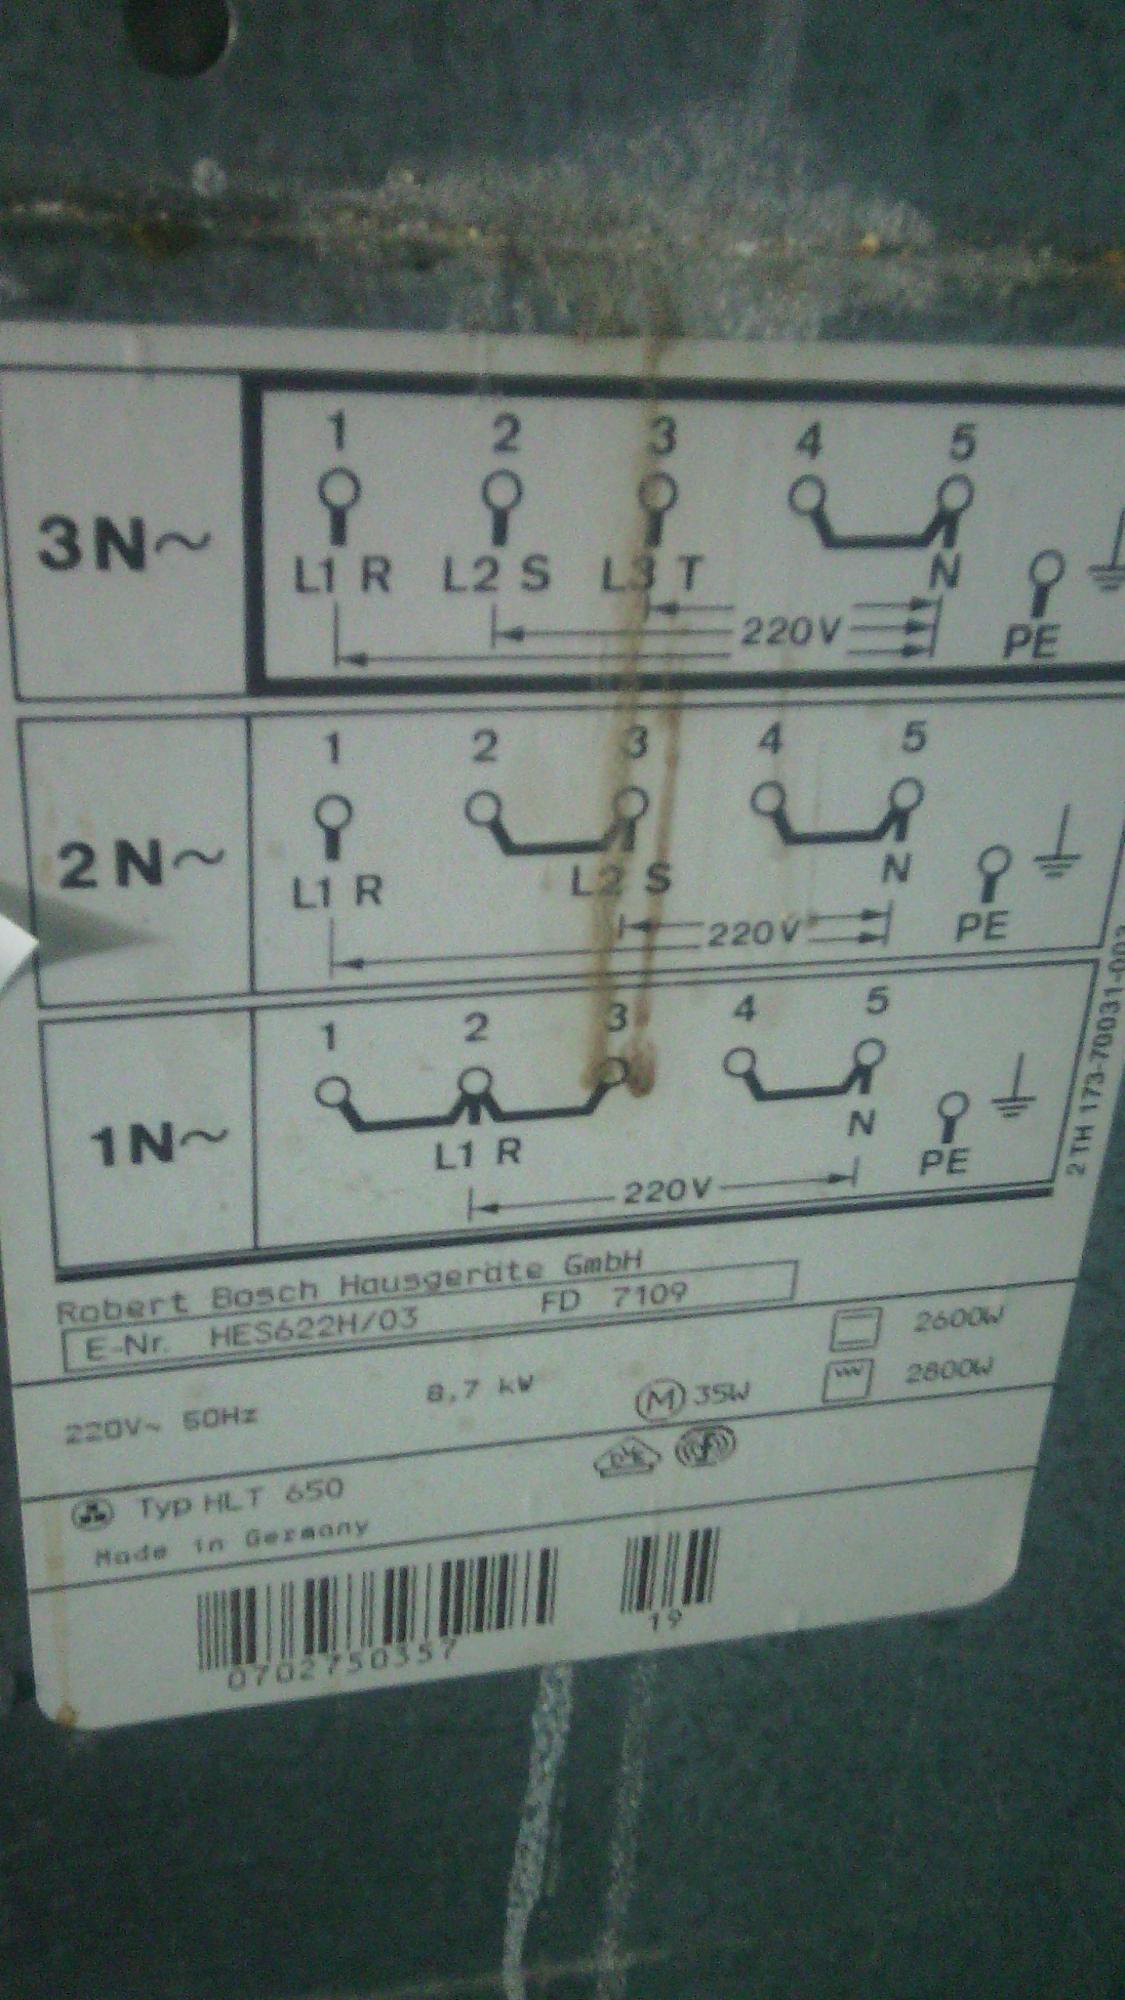 1 2 3 4 5
3N~
L1 R L2 S L3 T N
220V
PE
1 2 3 4 5
2N~
L1 R L2 S N
220V
PE
1 2 3 4 5
1N~
L1 R N
220V
PE
2 TH 173-70031-003
Robert Bosch Hausgeräte GmbH
E-Nr. HES622H/03 FD 7109
2600W
220V~ 50Hz 8,7 kW M 35W 2800W
Typ HLT 650
Made in Germany
0702750357 19